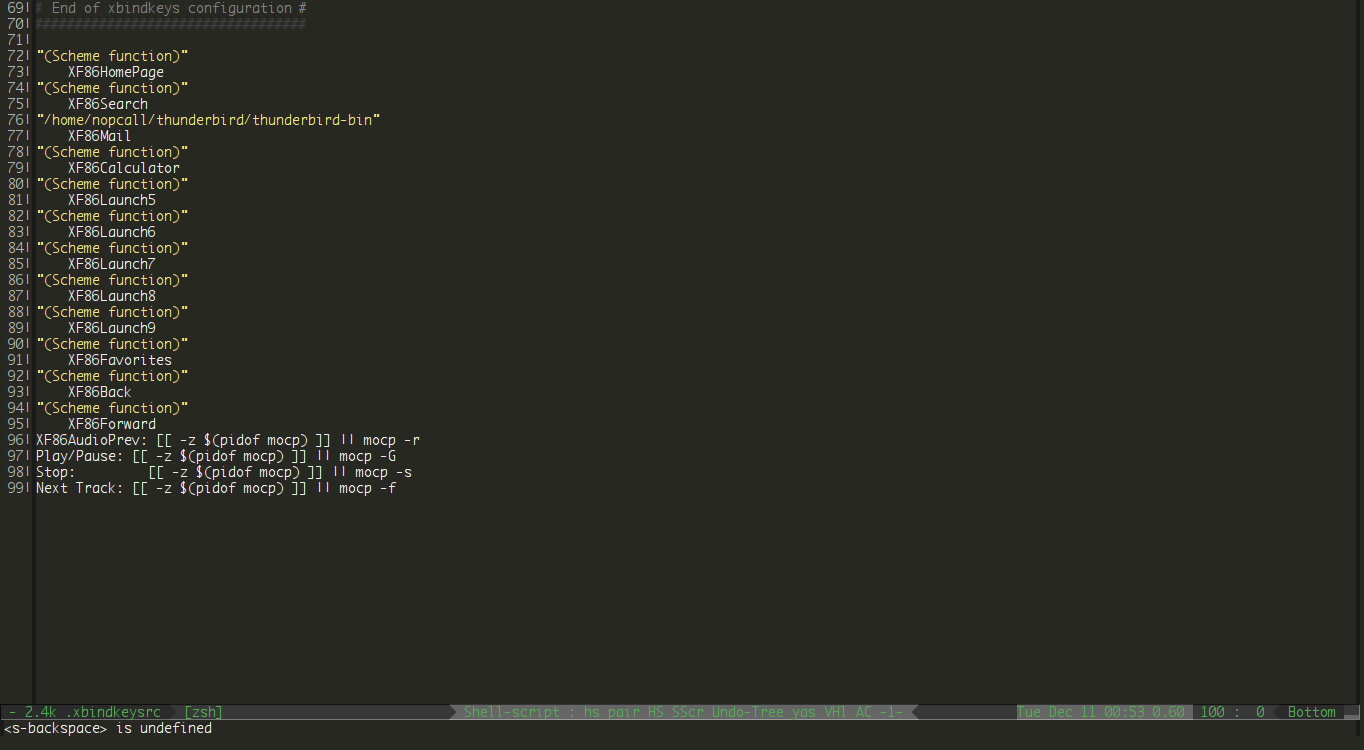 69 # End of xbindkeys configuration #
70 ##################################
71
72 "(Scheme function)"
73     XF86HomePage
74 "(Scheme function)"
75     XF86Search
76 "/home/nopcall/thunderbird/thunderbird-bin"
77     XF86Mail
78 "(Scheme function)"
79     XF86Calculator
80 "(Scheme function)"
81     XF86Launch5
82 "(Scheme function)"
83     XF86Launch6
84 "(Scheme function)"
85     XF86Launch7
86 "(Scheme function)"
87     XF86Launch8
88 "(Scheme function)"
89     XF86Launch9
90 "(Scheme function)"
91     XF86Favorites
92 "(Scheme function)"
93     XF86Back
94 "(Scheme function)"
95     XF86Forward
96 XF86AudioPrev: [[ -z $(pidof mocp) ]] || mocp -r
97 Play/Pause: [[ -z $(pidof mocp) ]] || mocp -G
98 Stop:         [[ -z $(pidof mocp) ]] || mocp -s
99 Next Track: [[ -z $(pidof mocp) ]] || mocp -f
- 2.4k .xbindkeysrc [zsh] Shell-script : hs pair HS SScr Undo-Tree yas VHl AC -1- Tue Dec 11 00:53 0.60 100 : 0 Bottom
<s-backspace> is undefined